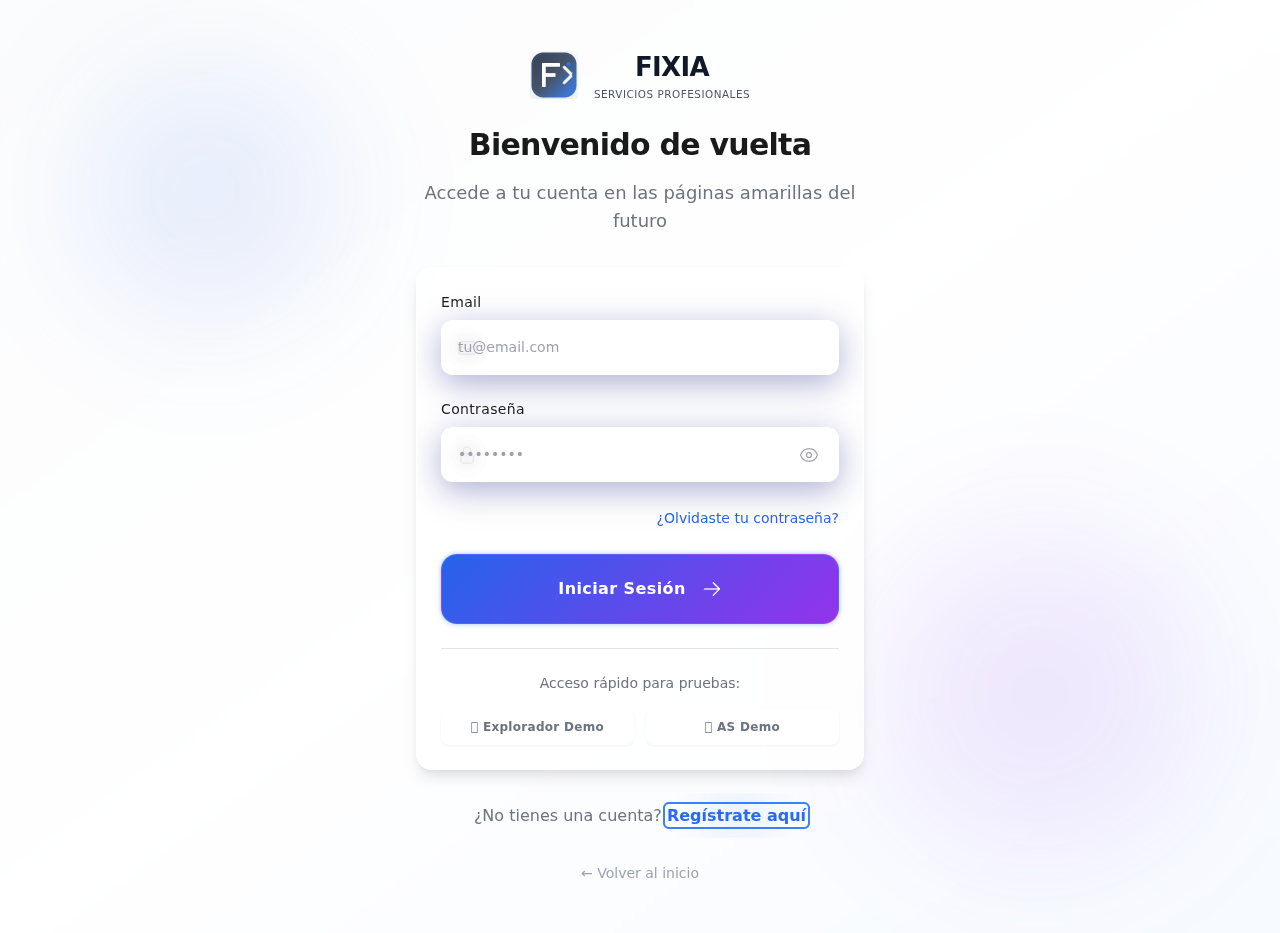 FIXIA
SERVICIOS PROFESIONALES
Bienvenido de vuelta
Accede a tu cuenta en las páginas amarillas del
futuro
Email
tu@email.com
Contraseña
••••••••
¿Olvidaste tu contraseña?
Iniciar Sesión →
Acceso rápido para pruebas:
Explorador Demo
AS Demo
¿No tienes una cuenta? Regístrate aquí
← Volver al inicio